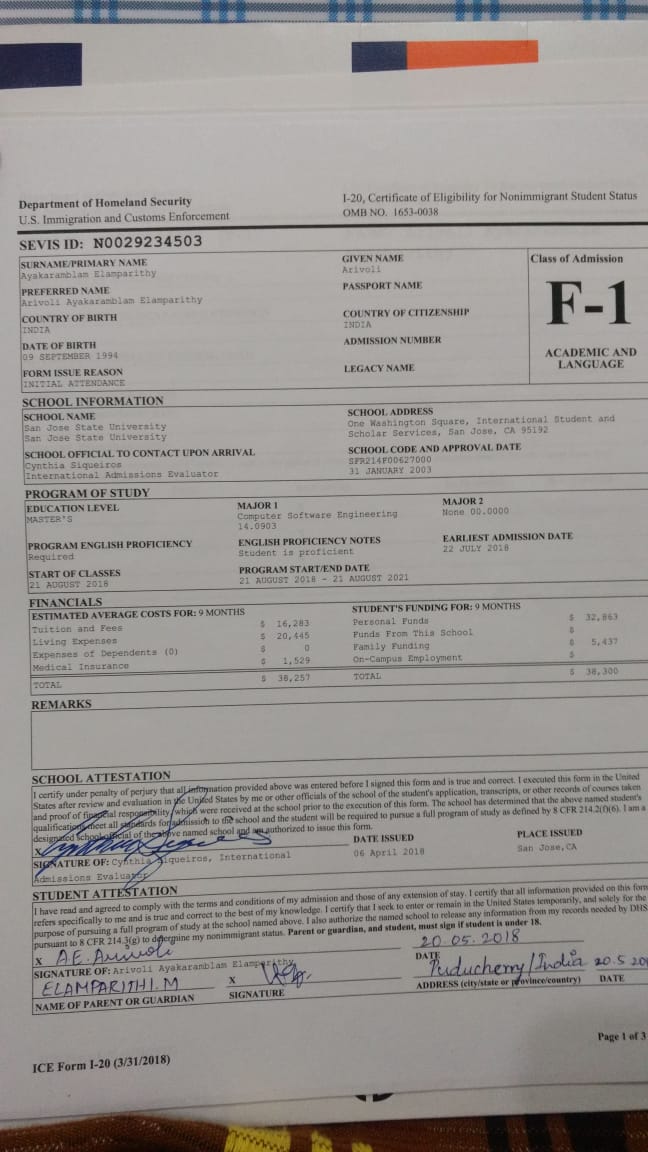 Department of Homeland Security
U.S. Immigration and Customs Enforcement
I-20, Certificate of Eligibility for Nonimmigrant Student Status
OMB NO. 1653-0038
SEVIS ID: N0029234503
SURNAME/PRIMARY NAME
Ayakaramblam Elamparithy
GIVEN NAME
Arivoli
Class of Admission
PREFERRED NAME
Arivoli Ayakaramblam Elamparithy
PASSPORT NAME
COUNTRY OF BIRTH
INDIA
COUNTRY OF CITIZENSHIP
INDIA
F-1
DATE OF BIRTH
09 SEPTEMBER 1994
ADMISSION NUMBER
FORM ISSUE REASON
INITIAL ATTENDANCE
LEGACY NAME
ACADEMIC AND
LANGUAGE
SCHOOL INFORMATION
SCHOOL NAME
San Jose State University
San Jose State University
SCHOOL ADDRESS
One Washington Square, International Student and
Scholar Services, San Jose, CA 95192
SCHOOL OFFICIAL TO CONTACT UPON ARRIVAL
Cynthia Siqueiros
International Admissions Evaluator
SCHOOL CODE AND APPROVAL DATE
SFR214F00627000
31 JANUARY 2003
PROGRAM OF STUDY
EDUCATION LEVEL
MASTER'S
MAJOR 1
Computer Software Engineering
14.0903
MAJOR 2
None 00.0000
PROGRAM ENGLISH PROFICIENCY
Required
ENGLISH PROFICIENCY NOTES
Student is proficient
EARLIEST ADMISSION DATE
22 JULY 2018
START OF CLASSES
21 AUGUST 2018
PROGRAM START/END DATE
21 AUGUST 2018 - 21 AUGUST 2021
FINANCIALS
ESTIMATED AVERAGE COSTS FOR: 9 MONTHS
Tuition and Fees $ 16,283
Living Expenses $ 20,445
Expenses of Dependents (0) $ 0
Medical Insurance $ 1,529
TOTAL $ 38,257
STUDENT'S FUNDING FOR: 9 MONTHS
Personal Funds $ 32,863
Funds From This School $
Family Funding $ 5,437
On-Campus Employment $
TOTAL $ 38,300
REMARKS
SCHOOL ATTESTATION
I certify under penalty of perjury that all information provided above was entered before I signed this form and is true and correct. I executed this form in the United
States after review and evaluation in the United States by me or other officials of the school of the student's application, transcripts, or other records of courses taken
and proof of financial responsibility, which were received at the school prior to the execution of this form. The school has determined that the above named student's
qualifications meet all standards for admission to the school and the student will be required to pursue a full program of study as defined by 8 CFR 214.2(f)(6). I am a
designated school official of the above named school and am authorized to issue this form.
X
SIGNATURE OF: Cynthia Siqueiros, International
Admissions Evaluator
DATE ISSUED
06 April 2018
PLACE ISSUED
San Jose,CA
STUDENT ATTESTATION
I have read and agreed to comply with the terms and conditions of my admission and those of any extension of stay. I certify that all information provided on this form
refers specifically to me and is true and correct to the best of my knowledge. I certify that I seek to enter or remain in the United States temporarily, and solely for the
purpose of pursuing a full program of study at the school named above. I also authorize the named school to release any information from my records needed by DHS
pursuant to 8 CFR 214.3(g) to determine my nonimmigrant status. Parent or guardian, and student, must sign if student is under 18.
X A.E. Arivoli
20.05.2018
SIGNATURE OF: Arivoli Ayakaramblam Elamparithy
DATE
ELAMPARITHI.M
X
Puducherry/India 20.5 20
NAME OF PARENT OR GUARDIAN
SIGNATURE
ADDRESS (city/state or province/country)
DATE
ICE Form I-20 (3/31/2018)
Page 1 of 3